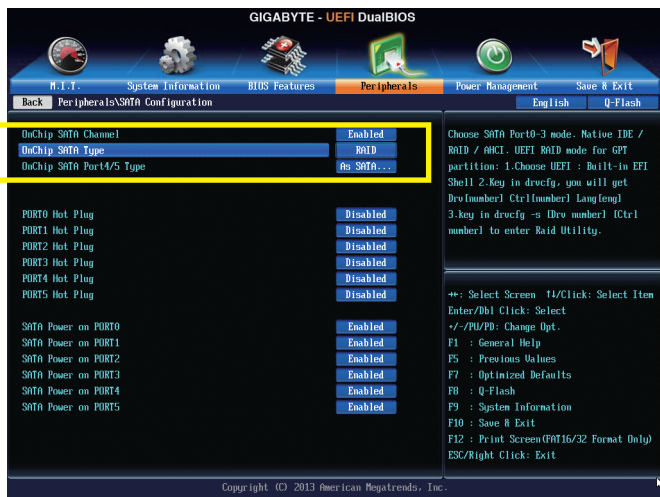 GIGABYTE - UEFI DualBIOS
M.I.T. System Information BIOS Features Peripherals Power Management Save & Exit
Back Peripherals\SATA Configuration English Q-Flash
OnChip SATA Channel Enabled
OnChip SATA Type RAID
OnChip SATA Port4/5 Type As SATA...
PORT0 Hot Plug Disabled
PORT1 Hot Plug Disabled
PORT2 Hot Plug Disabled
PORT3 Hot Plug Disabled
PORT4 Hot Plug Disabled
PORT5 Hot Plug Disabled
SATA Power on PORT0 Enabled
SATA Power on PORT1 Enabled
SATA Power on PORT2 Enabled
SATA Power on PORT3 Enabled
SATA Power on PORT4 Enabled
SATA Power on PORT5 Enabled
Choose SATA Port0-3 mode. Native IDE /
RAID / AHCI. UEFI RAID mode for GPT
partition: 1.Choose UEFI : Built-in EFI
Shell 2.Key in drvcfg, you will get
Drv[number] Ctrl[number] Lang[eng]
3.key in drvcfg -s [Drv number] [Ctrl
number] to enter Raid Utility.
→←: Select Screen ↑↓/Click: Select Item
Enter/Dbl Click: Select
+/-/PU/PD: Change Opt.
F1 : General Help
F5 : Previous Values
F7 : Optimized Defaults
F8 : Q-Flash
F9 : System Information
F10 : Save & Exit
F12 : Print Screen(FAT16/32 Format Only)
ESC/Right Click: Exit
Copyright (C) 2013 American Megatrends, Inc.